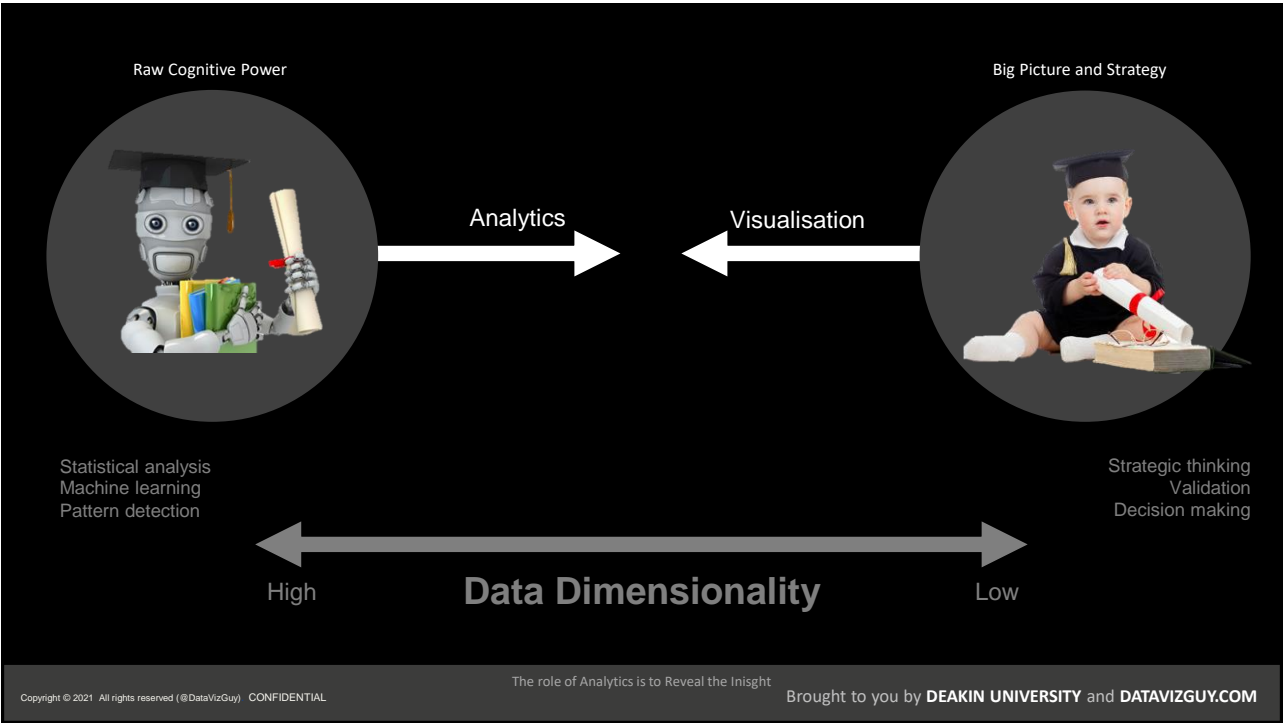 Raw Cognitive Power
Big Picture and Strategy
Analytics
Visualisation
Statistical analysis
Machine learning
Pattern detection
Strategic thinking
Validation
Decision making
High
Data Dimensionality
Low
The role of Analytics is to Reveal the Inisght
Copyright © 2021 All rights reserved (@DataVizGuy) CONFIDENTIAL
Brought to you by DEAKIN UNIVERSITY and DATAVIZGUY.COM